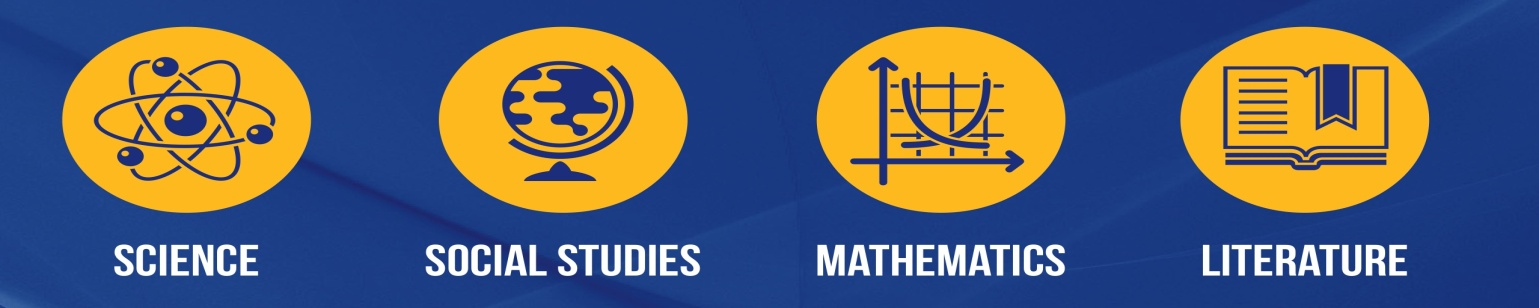 SCIENCE
SOCIAL STUDIES
MATHEMATICS
LITERATURE